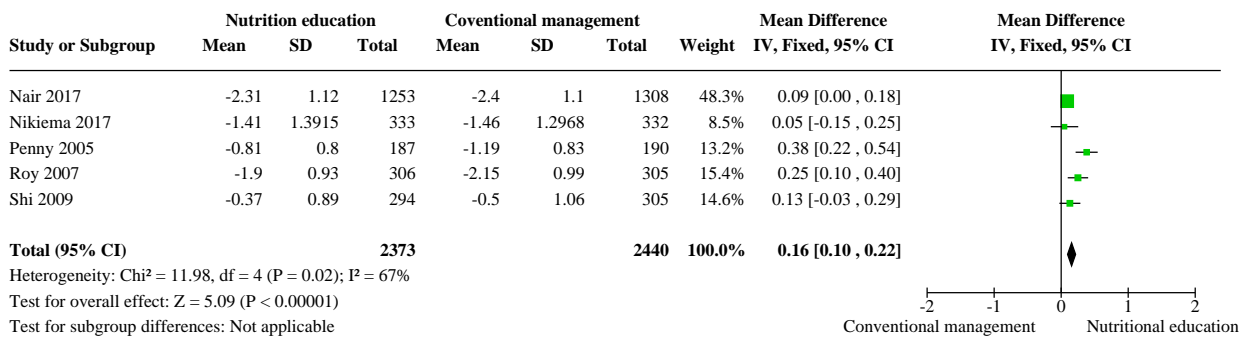 Nutrition education Coventional management Mean Difference Mean Difference
Study or Subgroup Mean SD Total Mean SD Total Weight IV, Fixed, 95% CI IV, Fixed, 95% CI
Nair 2017 -2.31 1.12 1253 -2.4 1.1 1308 48.3% 0.09 [0.00 , 0.18]
Nikiema 2017 -1.41 1.3915 333 -1.46 1.2968 332 8.5% 0.05 [-0.15 , 0.25]
Penny 2005 -0.81 0.8 187 -1.19 0.83 190 13.2% 0.38 [0.22 , 0.54]
Roy 2007 -1.9 0.93 306 -2.15 0.99 305 15.4% 0.25 [0.10 , 0.40]
Shi 2009 -0.37 0.89 294 -0.5 1.06 305 14.6% 0.13 [-0.03 , 0.29]
Total (95% CI) 2373 2440 100.0% 0.16 [0.10 , 0.22]
Heterogeneity: Chi² = 11.98, df = 4 (P = 0.02); I² = 67%
Test for overall effect: Z = 5.09 (P < 0.00001)
-2 -1 0 1 2
Test for subgroup differences: Not applicable Conventional management Nutritional education